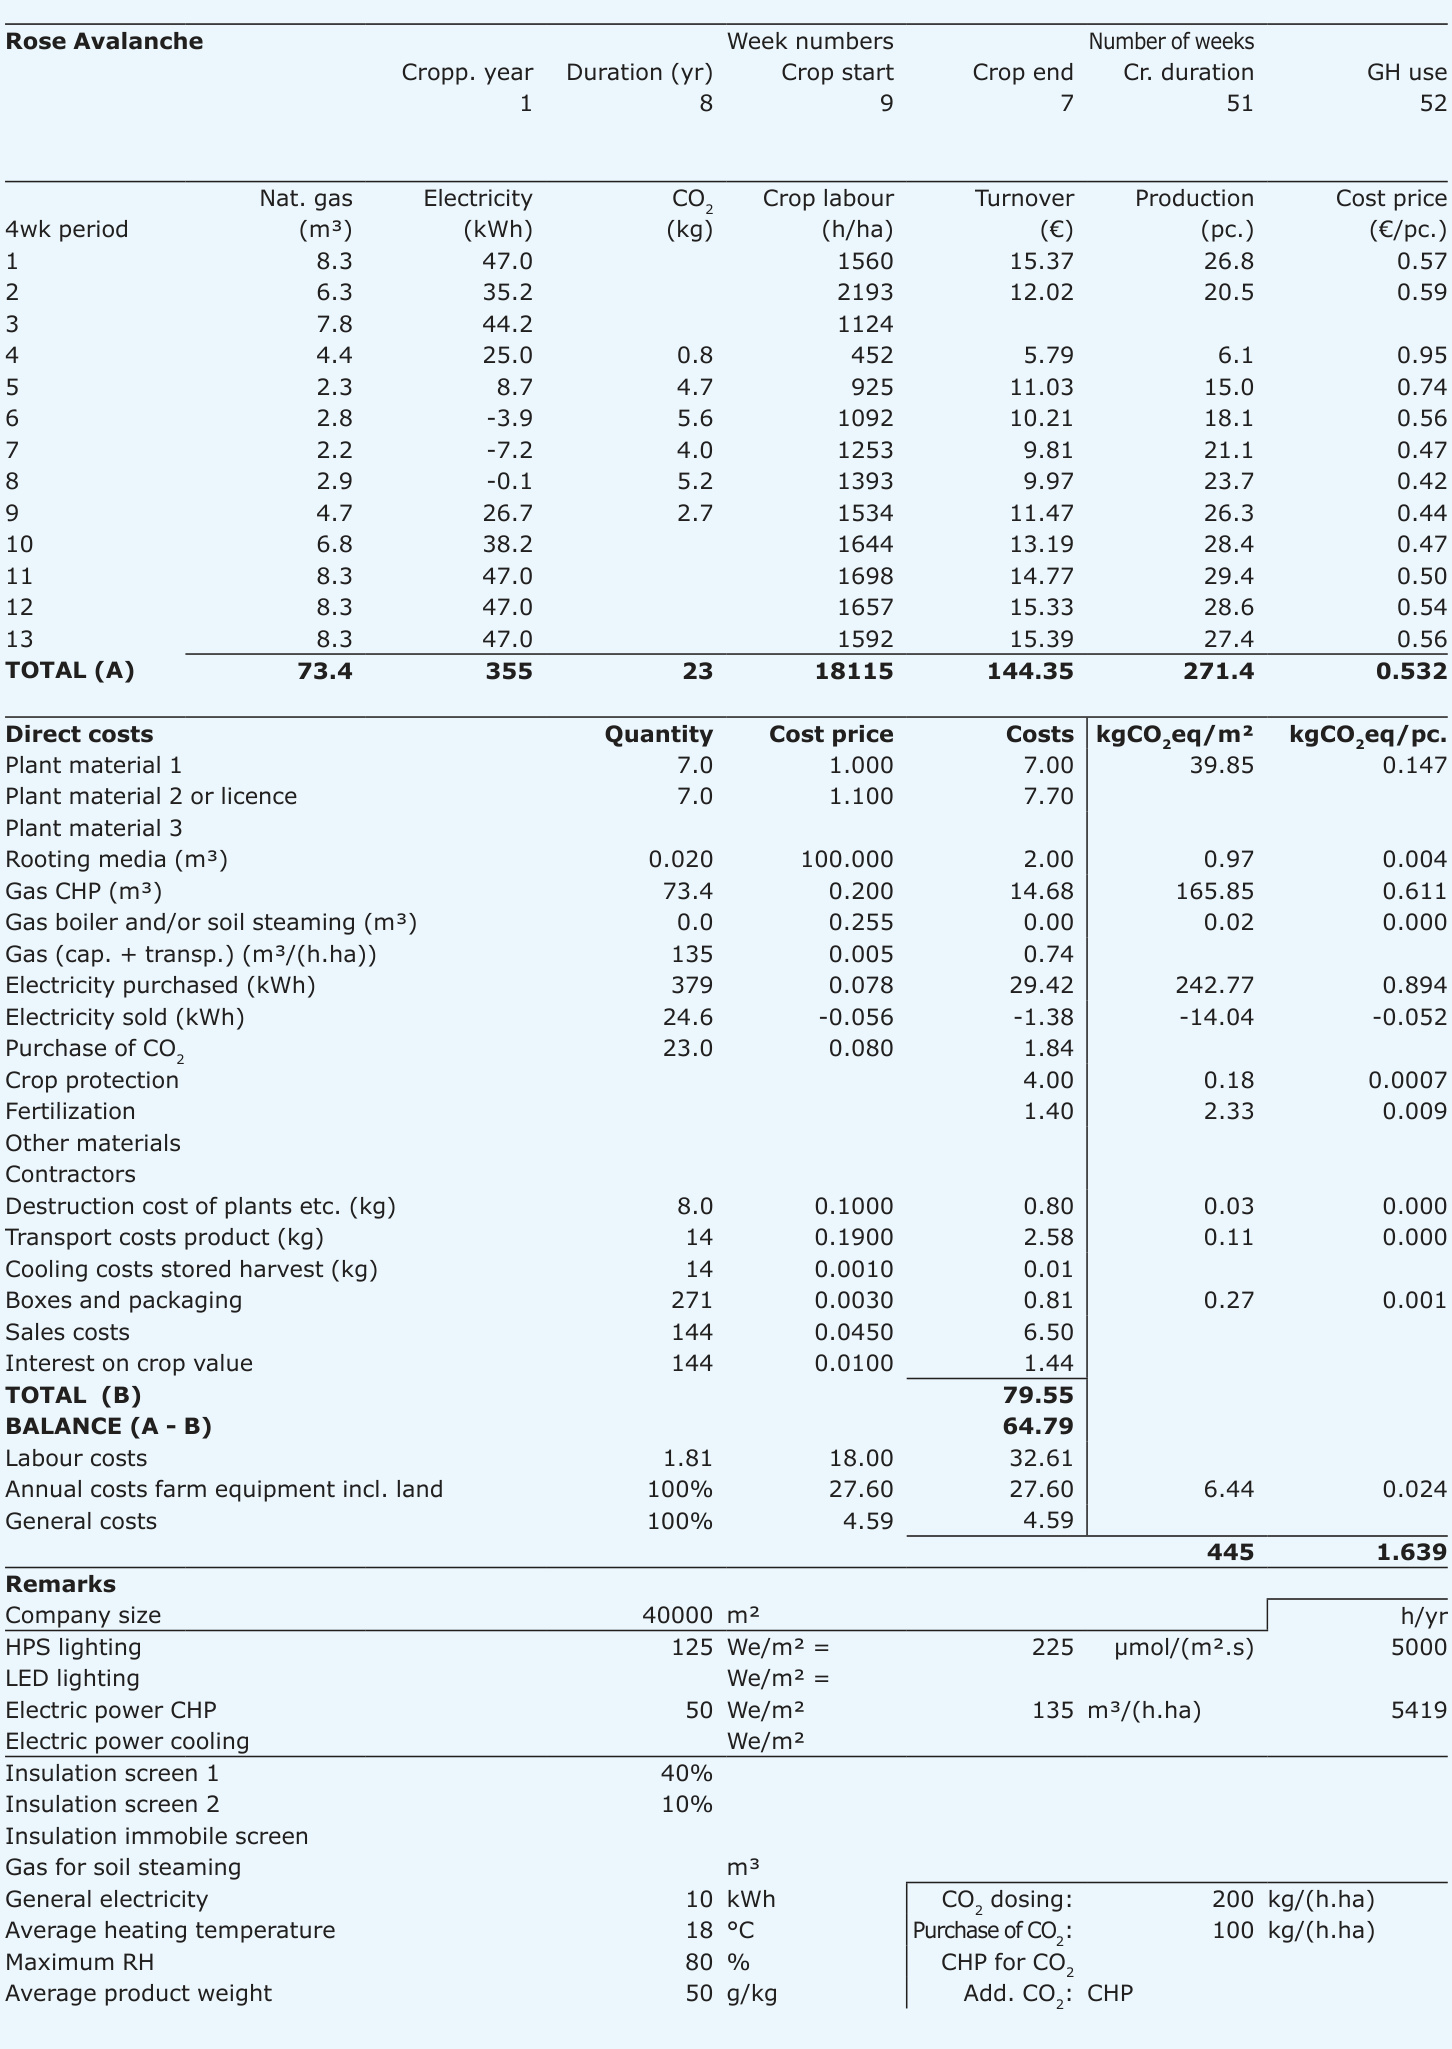 Rose Avalanche Week numbers Number of weeks
Cropp. year Duration (yr) Crop start Crop end Cr. duration GH use
1 8 9 7 51 52
Nat. gas Electricity CO₂ Crop labour Turnover Production Cost price
4wk period (m³) (kWh) (kg) (h/ha) (€) (pc.) (€/pc.)
1 8.3 47.0 1560 15.37 26.8 0.57
2 6.3 35.2 2193 12.02 20.5 0.59
3 7.8 44.2 1124
4 4.4 25.0 0.8 452 5.79 6.1 0.95
5 2.3 8.7 4.7 925 11.03 15.0 0.74
6 2.8 -3.9 5.6 1092 10.21 18.1 0.56
7 2.2 -7.2 4.0 1253 9.81 21.1 0.47
8 2.9 -0.1 5.2 1393 9.97 23.7 0.42
9 4.7 26.7 2.7 1534 11.47 26.3 0.44
10 6.8 38.2 1644 13.19 28.4 0.47
11 8.3 47.0 1698 14.77 29.4 0.50
12 8.3 47.0 1657 15.33 28.6 0.54
13 8.3 47.0 1592 15.39 27.4 0.56
TOTAL (A) 73.4 355 23 18115 144.35 271.4 0.532
Direct costs Quantity Cost price Costs kgCO₂eq/m² kgCO₂eq/pc.
Plant material 1 7.0 1.000 7.00 39.85 0.147
Plant material 2 or licence 7.0 1.100 7.70
Plant material 3
Rooting media (m³) 0.020 100.000 2.00 0.97 0.004
Gas CHP (m³) 73.4 0.200 14.68 165.85 0.611
Gas boiler and/or soil steaming (m³) 0.0 0.255 0.00 0.02 0.000
Gas (cap. + transp.) (m³/(h.ha)) 135 0.005 0.74
Electricity purchased (kWh) 379 0.078 29.42 242.77 0.894
Electricity sold (kWh) 24.6 -0.056 -1.38 -14.04 -0.052
Purchase of CO₂ 23.0 0.080 1.84
Crop protection 4.00 0.18 0.0007
Fertilization 1.40 2.33 0.009
Other materials
Contractors
Destruction cost of plants etc. (kg) 8.0 0.1000 0.80 0.03 0.000
Transport costs product (kg) 14 0.1900 2.58 0.11 0.000
Cooling costs stored harvest (kg) 14 0.0010 0.01
Boxes and packaging 271 0.0030 0.81 0.27 0.001
Sales costs 144 0.0450 6.50
Interest on crop value 144 0.0100 1.44
TOTAL (B) 79.55
BALANCE (A - B) 64.79
Labour costs 1.81 18.00 32.61
Annual costs farm equipment incl. land 100% 27.60 27.60 6.44 0.024
General costs 100% 4.59 4.59
445 1.639
Remarks
Company size 40000 m² h/yr
HPS lighting 125 We/m² = 225 µmol/(m².s) 5000
LED lighting We/m² =
Electric power CHP 50 We/m² 135 m³/(h.ha) 5419
Electric power cooling We/m²
Insulation screen 1 40%
Insulation screen 2 10%
Insulation immobile screen
Gas for soil steaming m³
General electricity 10 kWh CO₂ dosing: 200 kg/(h.ha)
Average heating temperature 18 °C Purchase of CO₂: 100 kg/(h.ha)
Maximum RH 80 % CHP for CO₂
Average product weight 50 g/kg Add. CO₂: CHP